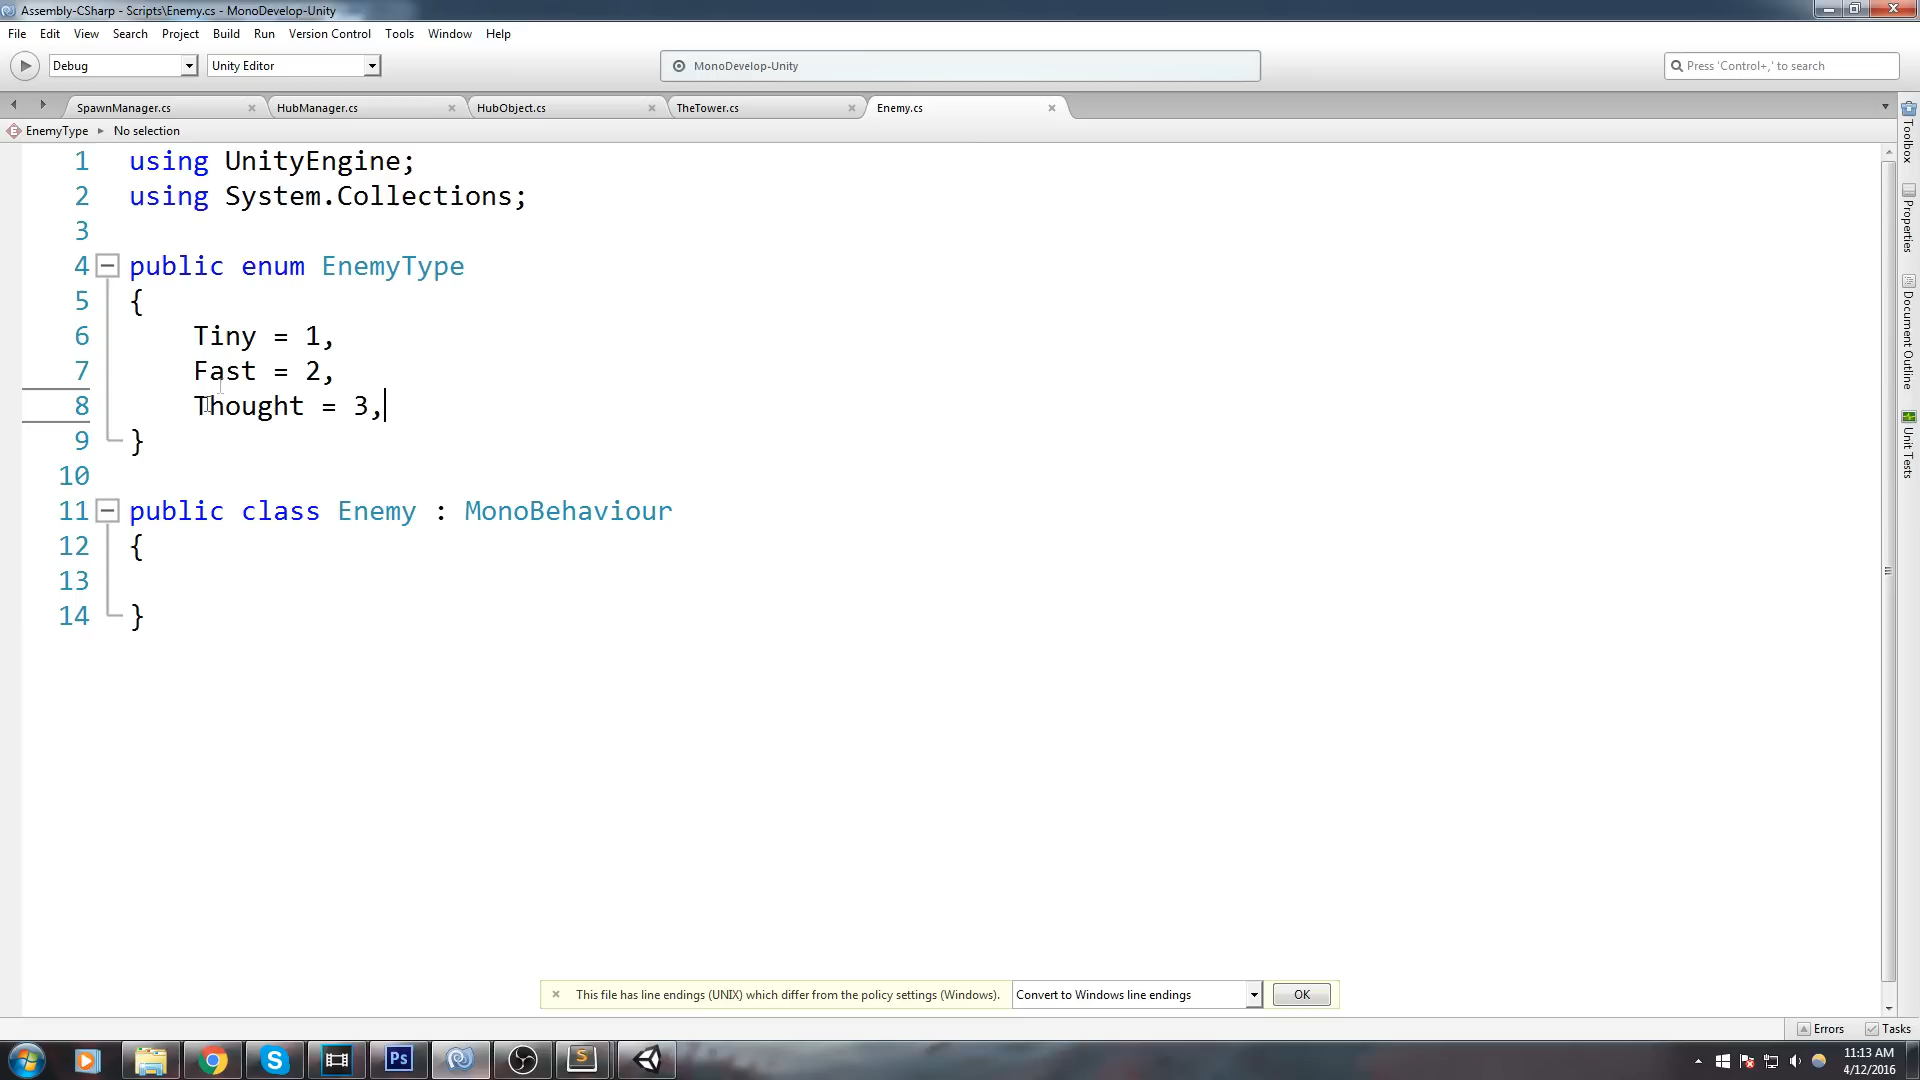 Assembly-CSharp - Scripts\Enemy.cs - MonoDevelop-Unity
File Edit View Search Project Build Run Version Control Tools Window Help
Debug Unity Editor MonoDevelop-Unity Press 'Control+,' to search
SpawnManager.cs HubManager.cs HubObject.cs TheTower.cs Enemy.cs
EnemyType No selection
1 using UnityEngine;
2 using System.Collections;
3
4 public enum EnemyType
5 {
6 Tiny = 1,
7 Fast = 2,
8 Thought = 3,
9 }
10
11 public class Enemy : MonoBehaviour
12 {
13
14 }
Toolbox
Properties
Document Outline
Unit Tests
This file has line endings (UNIX) which differ from the policy settings (Windows). Convert to Windows line endings OK
Errors Tasks
Ps S S
11:13 AM
4/12/2016